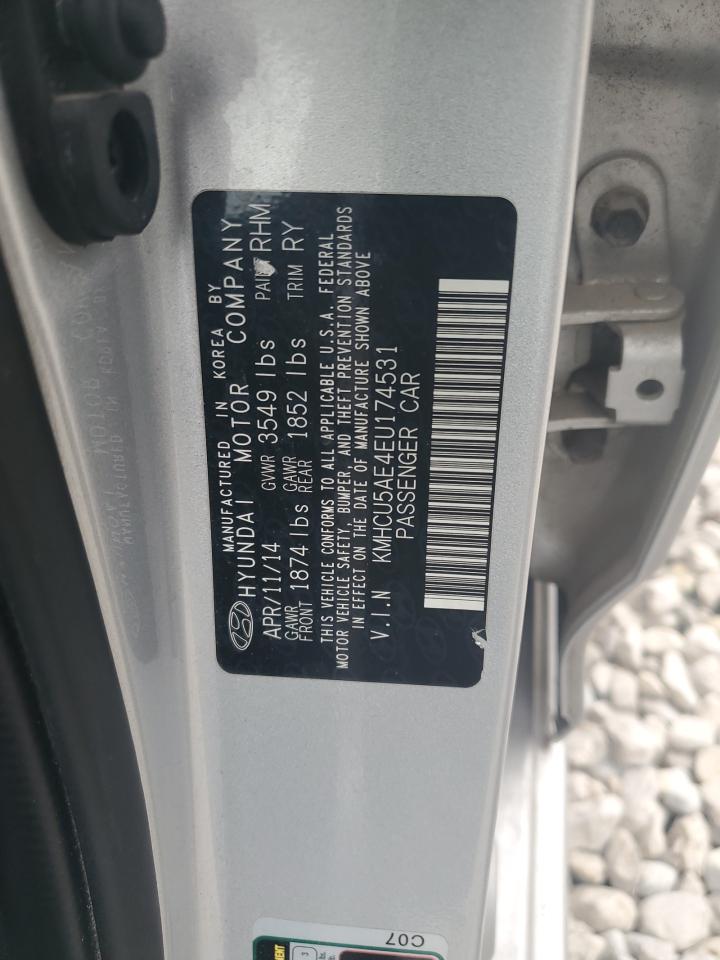 MANUFACTURED IN KOREA BY
HYUNDAI MOTOR COMPANY
APR/11/14 GVWR 3549 lbs PAINT RHM
GAWR FRONT 1874 lbs GAWR REAR 1852 lbs TRIM RY
THIS VEHICLE CONFORMS TO ALL APPLICABLE U.S.A. FEDERAL
MOTOR VEHICLE SAFETY, BUMPER, AND THEFT PREVENTION STANDARDS
IN EFFECT ON THE DATE OF MANUFACTURE SHOWN ABOVE
V.I.N KMHCU5AE4EU174531
PASSENGER CAR
C07